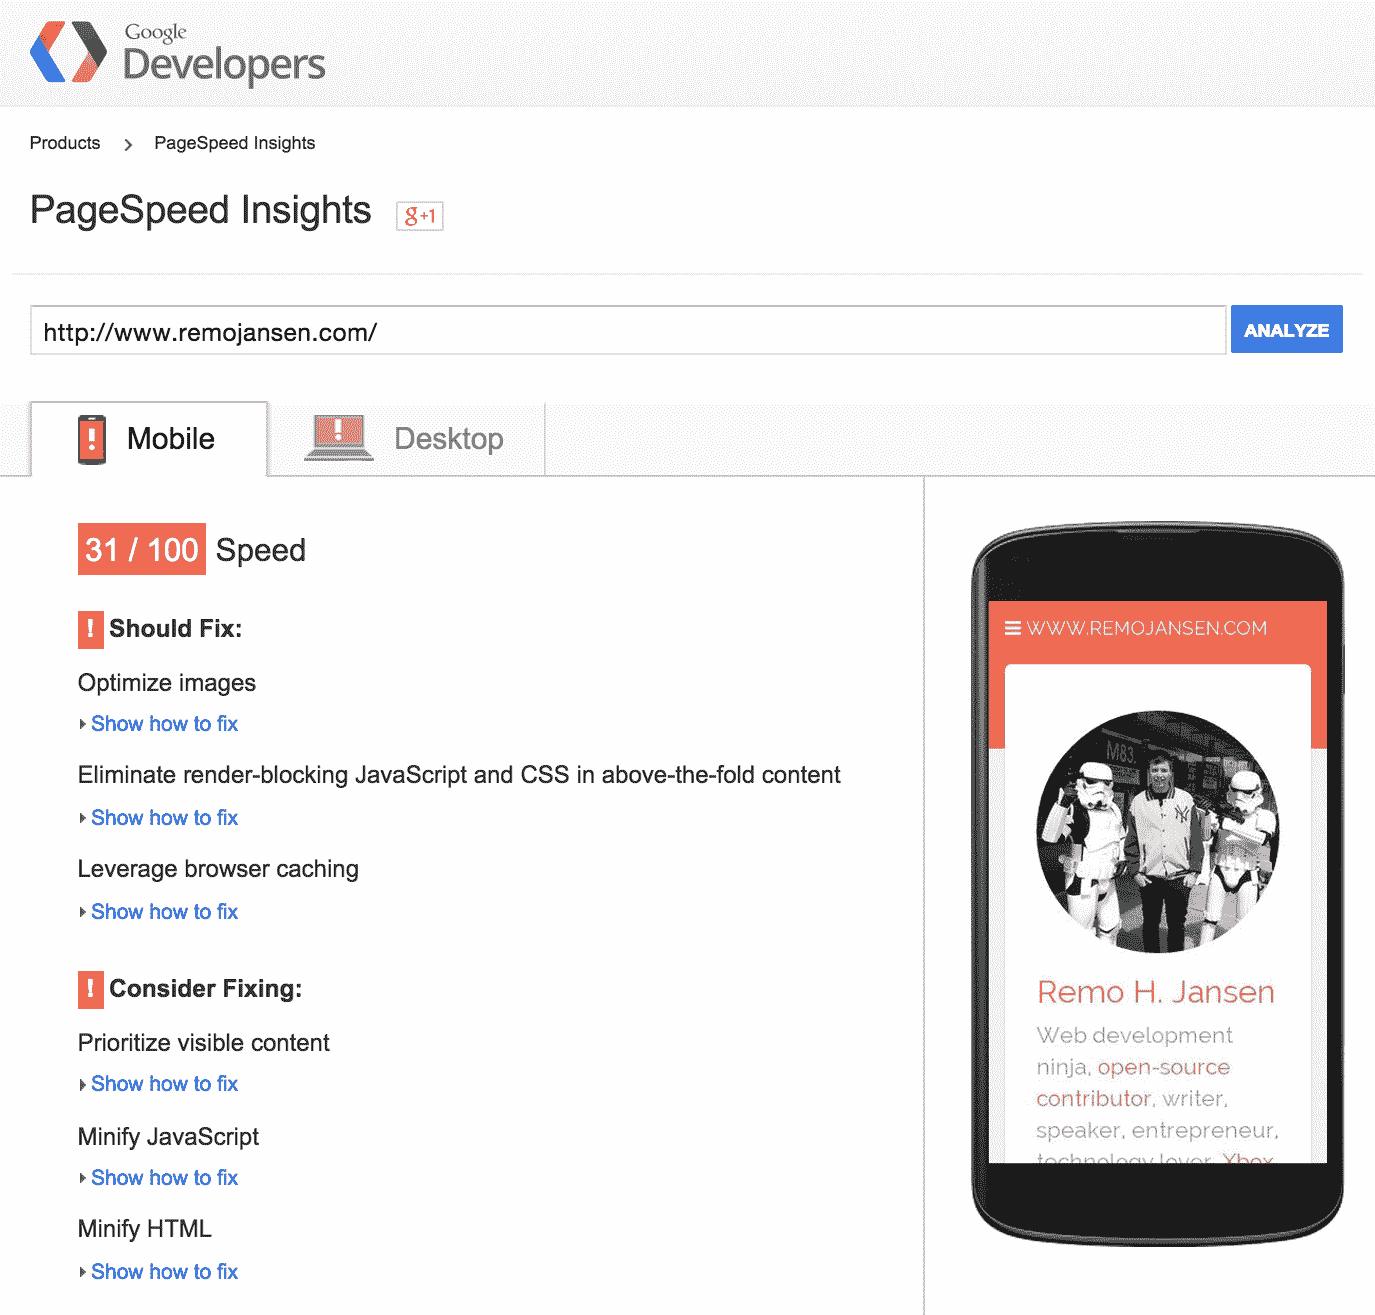 Google
Developers
Products > PageSpeed Insights
PageSpeed Insights
g+1
http://www.remojansen.com/
ANALYZE
Mobile
Desktop
31 / 100 Speed
! Should Fix:
Optimize images
Show how to fix
Eliminate render-blocking JavaScript and CSS in above-the-fold content
Show how to fix
Leverage browser caching
Show how to fix
! Consider Fixing:
Prioritize visible content
Show how to fix
Minify JavaScript
Show how to fix
Minify HTML
Show how to fix
WWW.REMOJANSEN.COM
M83.
Remo H. Jansen
Web development
ninja, open-source
contributor, writer,
speaker, entrepreneur,
technology lover, Xbox